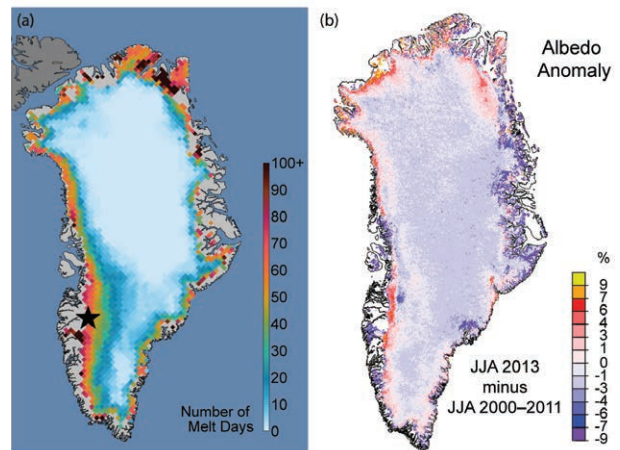 (a)
100+
90
80
70
60
50
40
30
20
10
0
Number of
Melt Days
(b)
Albedo
Anomaly
%
9
7
6
4
3
1
0
-1
-3
-4
-6
-7
-9
JJA 2013
minus
JJA 2000–2011